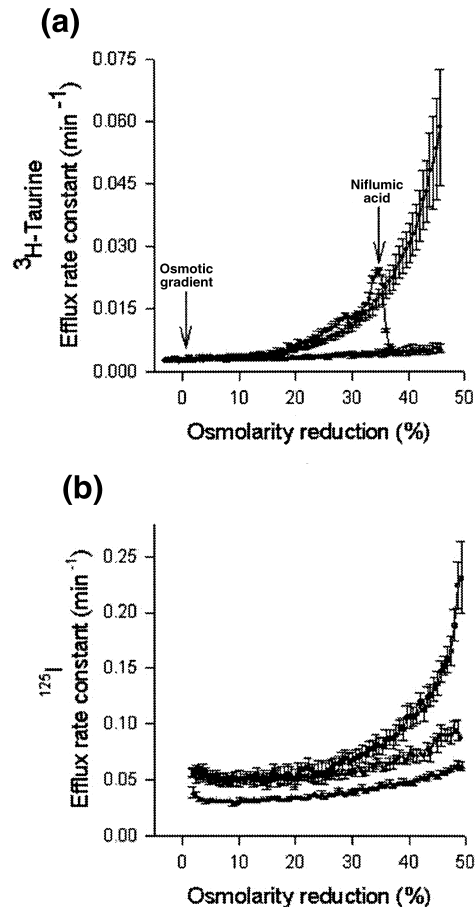 (a)
0.075
0.060
0.045
0.030
0.015
0.000
³H-Taurine
Efflux rate constant (min⁻¹)
Niflumic
acid
Osmotic
gradient
0 10 20 30 40 50
Osmolarity reduction (%)
(b)
0.25
0.20
0.15
0.10
0.05
0.00
¹²⁵I
Efflux rate constant (min⁻¹)
0 10 20 30 40 50
Osmolarity reduction (%)